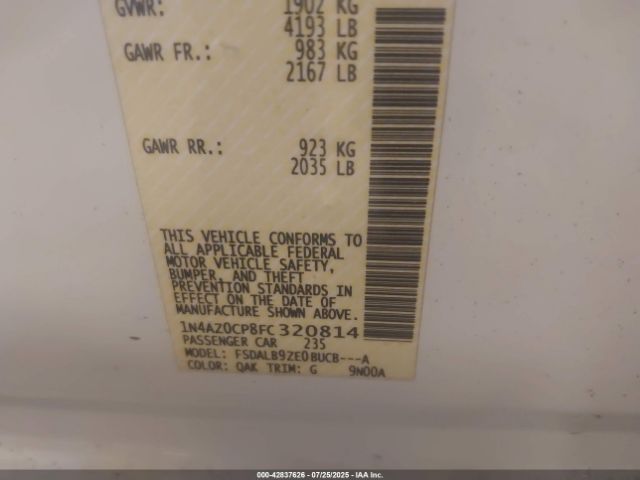 GVWR: 1902 KG
4193 LB
GAWR FR.: 983 KG
2167 LB
GAWR RR.: 923 KG
2035 LB
THIS VEHICLE CONFORMS TO
ALL APPLICABLE FEDERAL
MOTOR VEHICLE SAFETY,
BUMPER, AND THEFT
PREVENTION STANDARDS IN
EFFECT ON THE DATE OF
MANUFACTURE SHOWN ABOVE.
1N4AZ0CP8FC320814
PASSENGER CAR 235
MODEL: FSDALB9ZE0BUCB---A
COLOR: QAK TRIM: G 9N00A
000-42837626 - 07/25/2025 - IAA Inc.